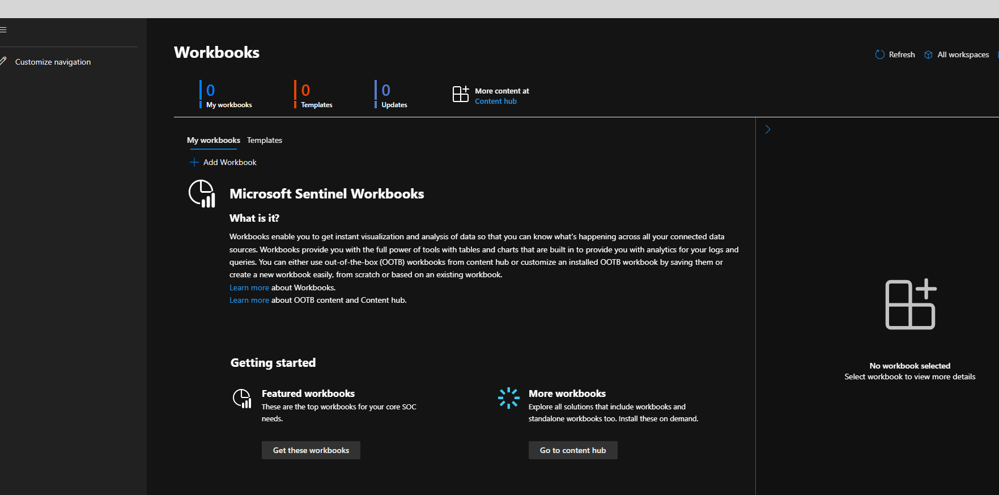 Customize navigation
Workbooks
Refresh
All workspaces
0
My workbooks
0
Templates
0
Updates
More content at
Content hub
My workbooks
Templates
Add Workbook
Microsoft Sentinel Workbooks
What is it?
Workbooks enable you to get instant visualization and analysis of data so that you can know what's happening across all your connected data
sources. Workbooks provide you with the full power of tools with tables and charts that are built in to provide you with analytics for your logs and
queries. You can either use out-of-the-box (OOTB) workbooks from content hub or customize an installed OOTB workbook by saving them or
create a new workbook easily, from scratch or based on an existing workbook.
Learn more about Workbooks.
Learn more about OOTB content and Content hub.
Getting started
Featured workbooks
These are the top workbooks for your core SOC
needs.
Get these workbooks
More workbooks
Explore all solutions that include workbooks and
standalone workbooks too. Install these on demand.
Go to content hub
No workbook selected
Select workbook to view more details